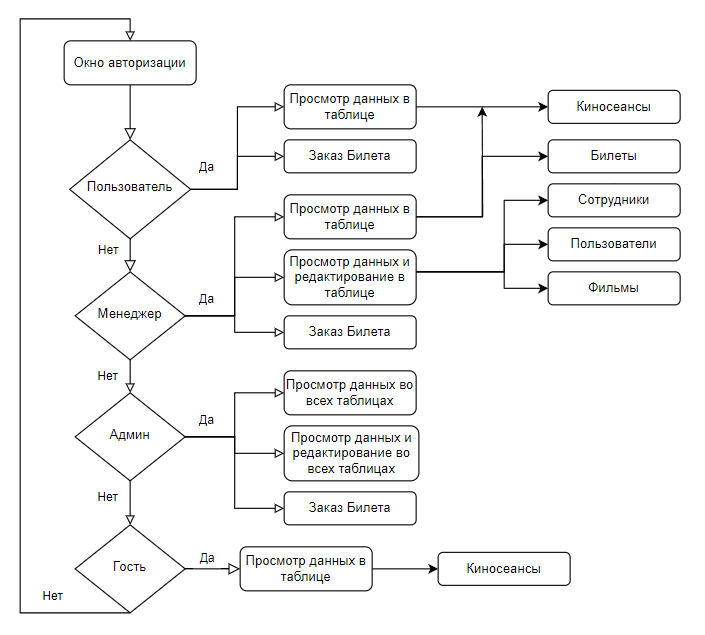 Окно авторизации
Просмотр данных в
таблице
Киносеансы
Да
Заказ Билета
Билеты
Пользователь
Сотрудники
Просмотр данных в
таблице
Нет
Пользователи
Просмотр данных и
редактирование в
таблице
Фильмы
Да
Менеджер
Заказ Билета
Нет
Просмотр данных во
всех таблицах
Да
Админ
Просмотр данных и
редактирование во
всех таблицах
Нет
Заказ Билета
Да
Гость
Просмотр данных в
таблице
Киносеансы
Нет